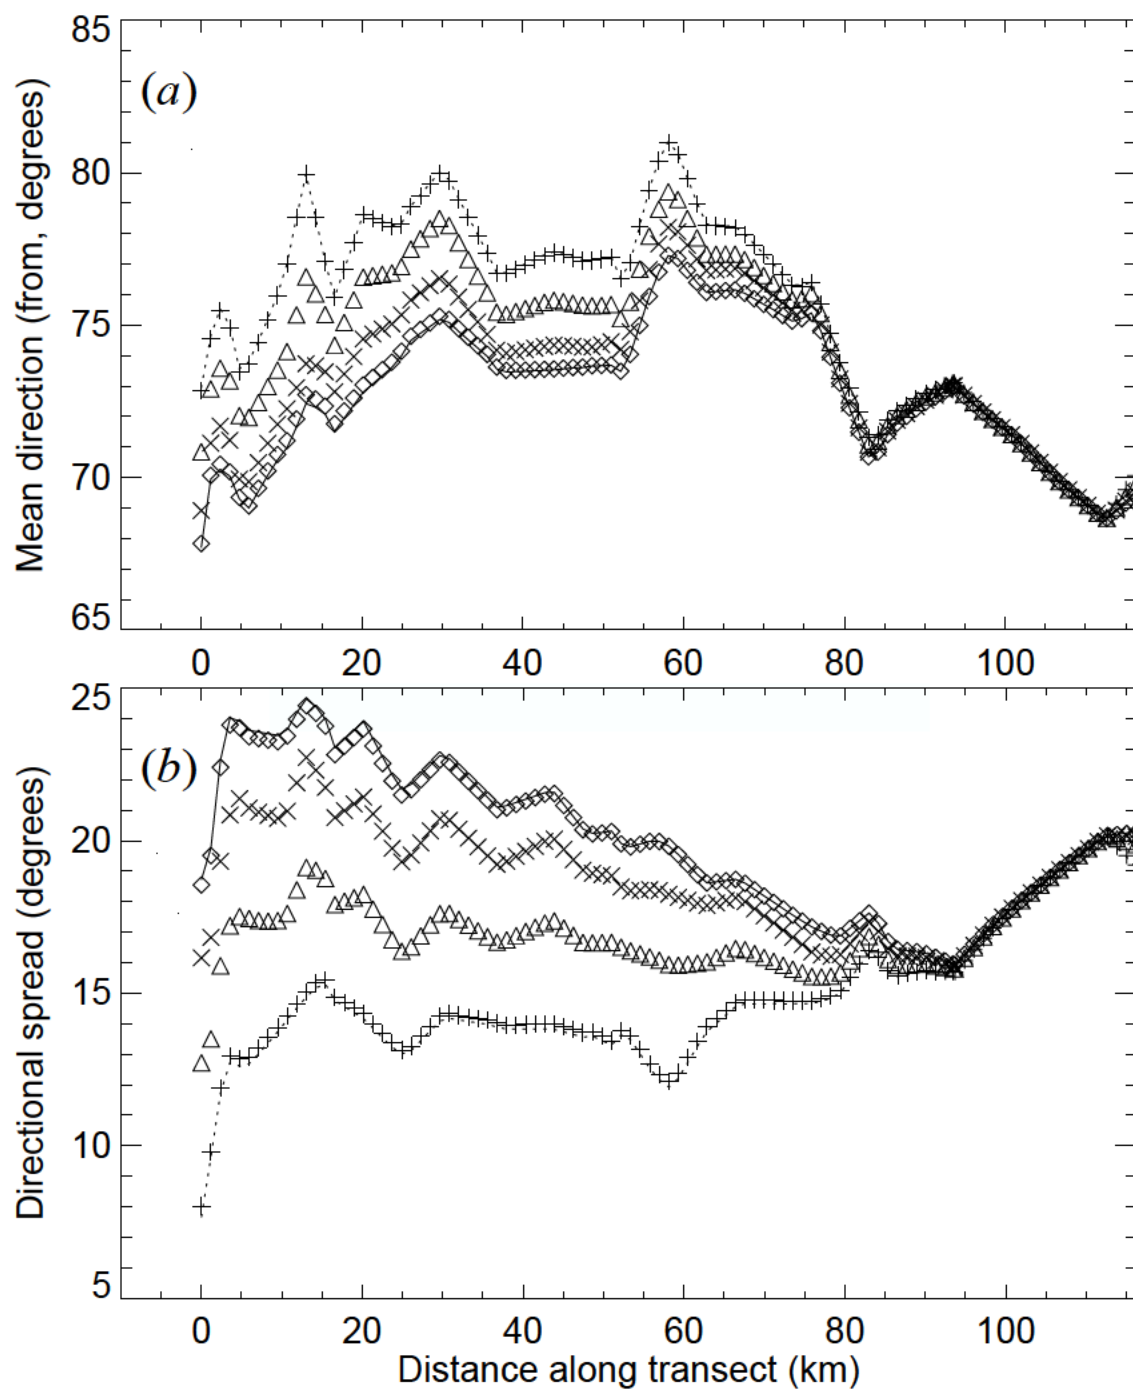 85
80
75
70
65
Mean direction (from, degrees)
(a)
0 20 40 60 80 100
25
20
15
10
5
Directional spread (degrees)
(b)
0 20 40 60 80 100
Distance along transect (km)